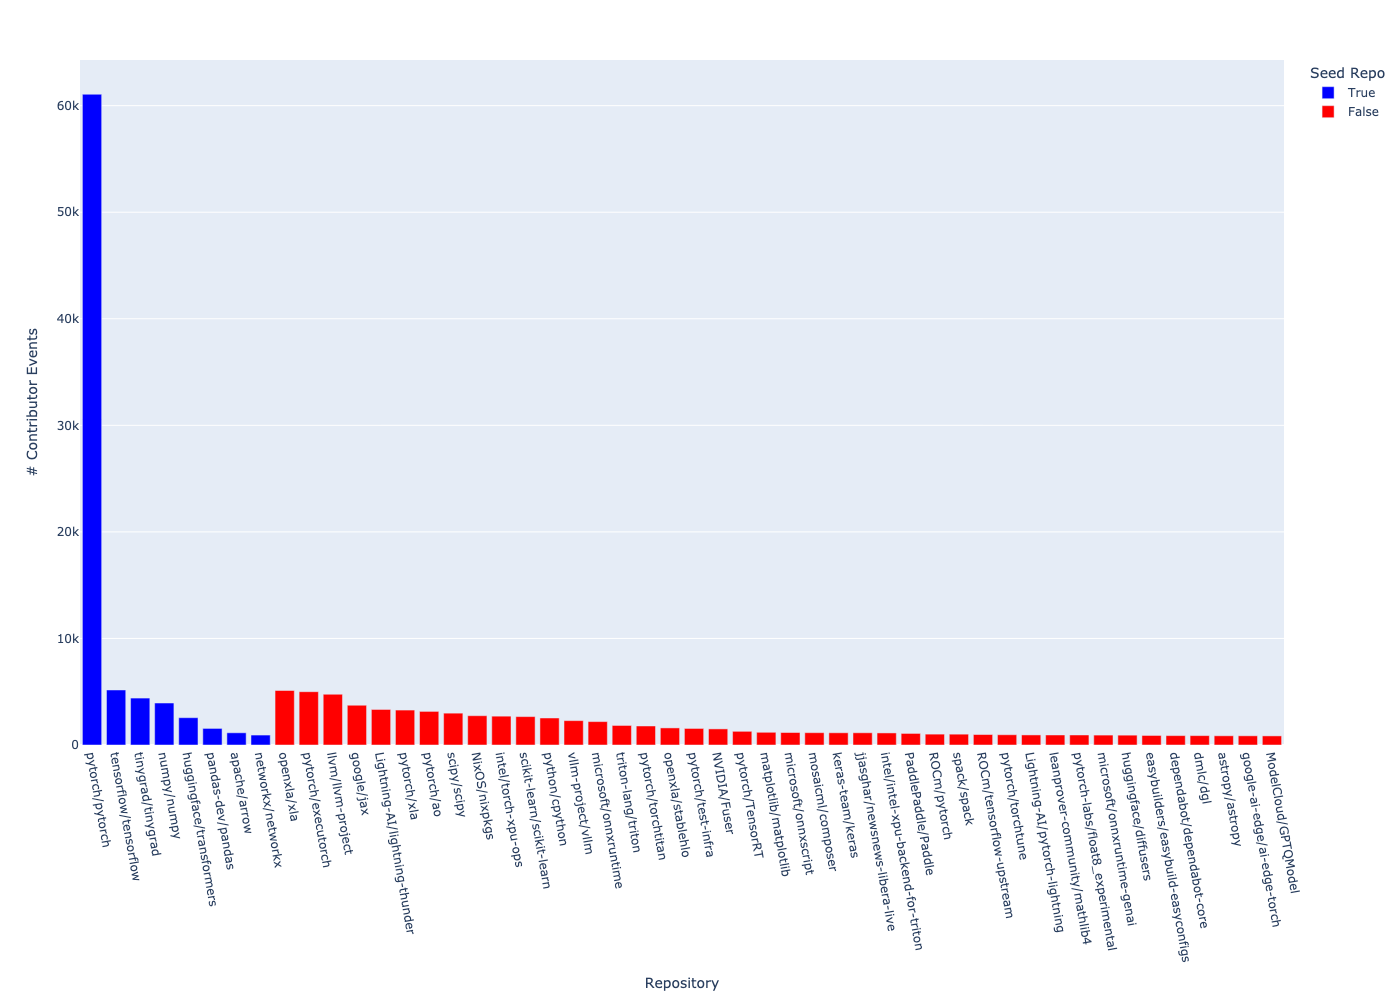 Seed Repo
True
False
# Contributor Events
60k
50k
40k
30k
20k
10k
0
pytorch/pytorch
tensorflow/tensorflow
tinygrad/tinygrad
numpy/numpy
huggingface/transformers
pandas-dev/pandas
apache/arrow
networkx/networkx
openxla/xla
pytorch/executorch
llvm/llvm-project
google/jax
Lightning-AI/lightning-thunder
pytorch/xla
pytorch/ao
scipy/scipy
NixOS/nixpkgs
intel/torch-xpu-ops
scikit-learn/scikit-learn
python/cpython
vllm-project/vllm
microsoft/onnxruntime
triton-lang/triton
pytorch/torchtitan
openxla/stablehlo
pytorch/test-infra
NVIDIA/Fuser
pytorch/TensorRT
matplotlib/matplotlib
microsoft/onnxscript
mosaicml/composer
keras-team/keras
jjasghar/newsnews-libera-live
intel/intel-xpu-backend-for-triton
PaddlePaddle/Paddle
ROCm/pytorch
spack/spack
ROCm/tensorflow-upstream
pytorch/torchtune
Lightning-AI/pytorch-lightning
leanprover-community/mathlib4
pytorch-labs/float8_experimental
microsoft/onnxruntime-genai
huggingface/diffusers
easybuilders/easybuild-easyconfigs
dependabot/dependabot-core
dmlc/dgl
astropy/astropy
google-ai-edge/ai-edge-torch
ModelCloud/GPTQModel
Repository